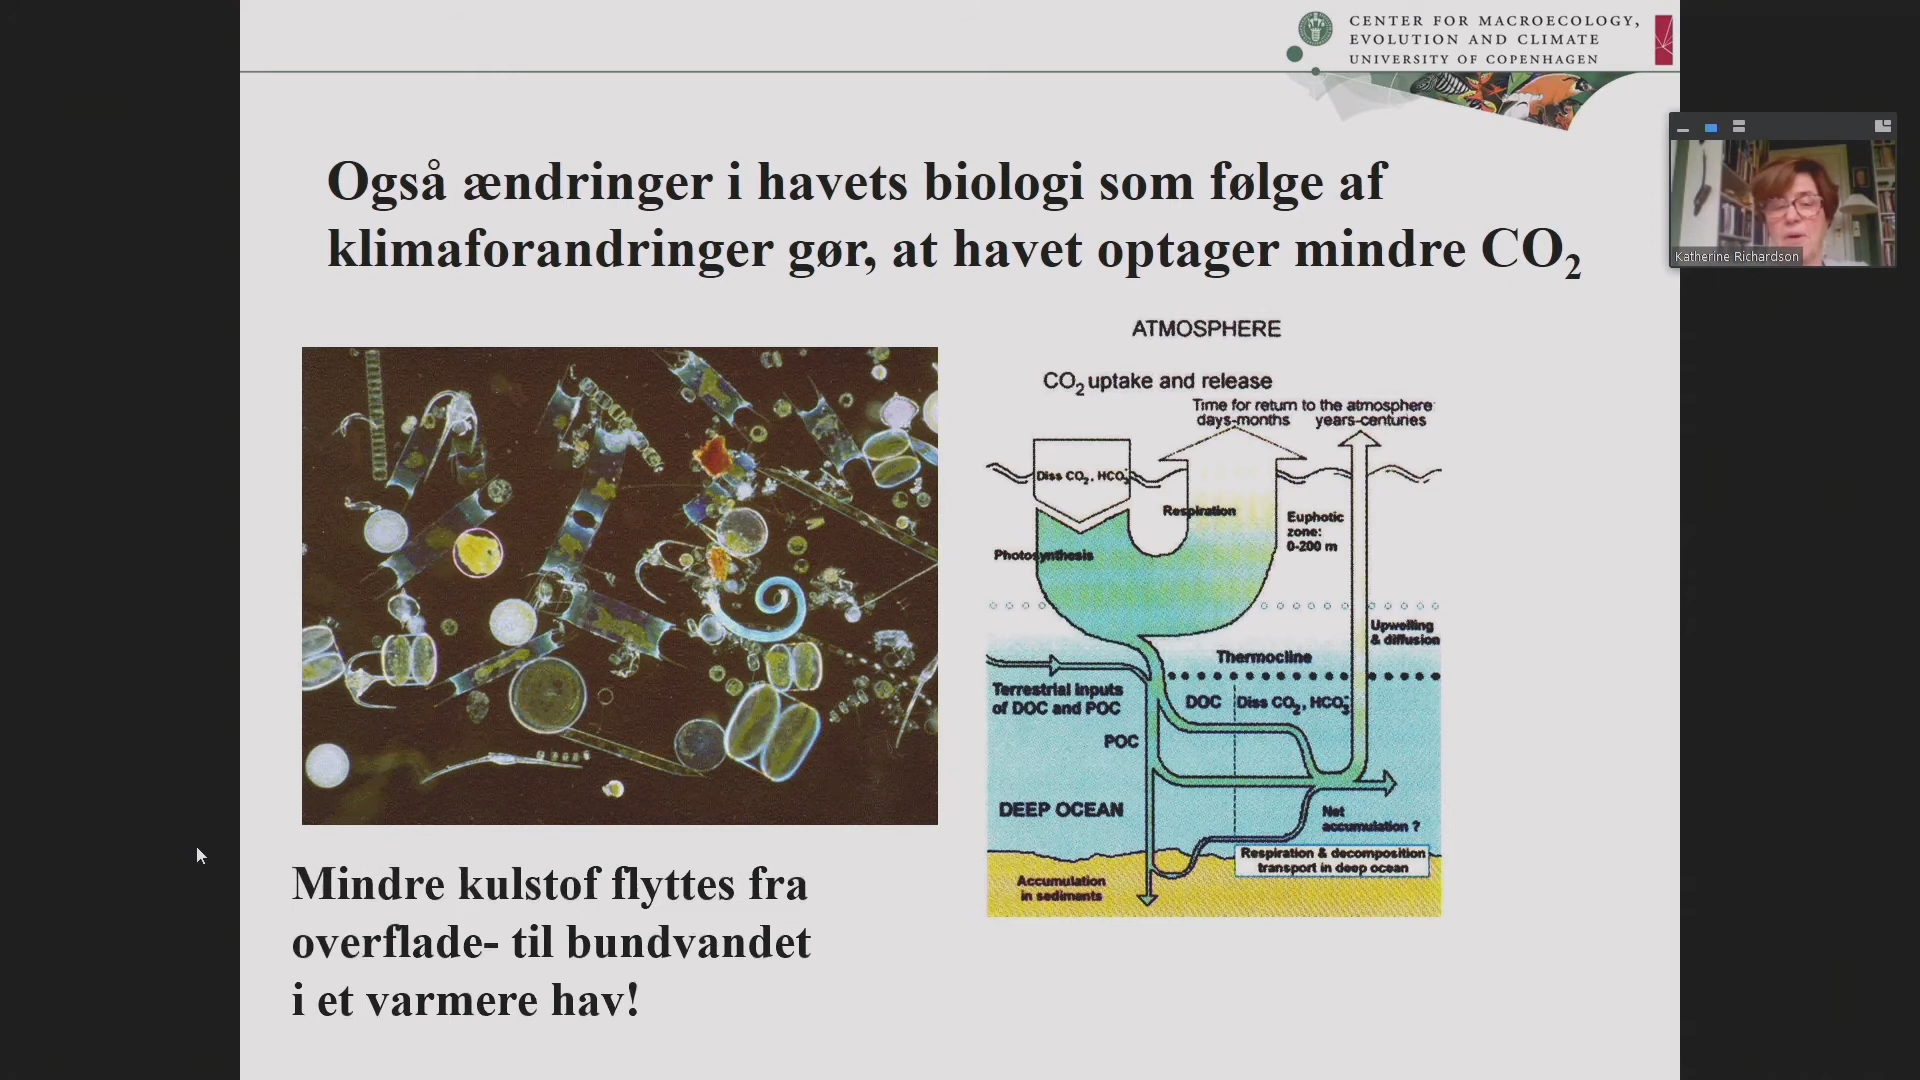 CENTER FOR MACROECOLOGY,
EVOLUTION AND CLIMATE
UNIVERSITY OF COPENHAGEN
Katherine Richardson
Også ændringer i havets biologi som følge af
klimaforandringer gør, at havet optager mindre CO₂
ATMOSPHERE
CO₂ uptake and release
Time for return to the atmosphere
days-months years-centuries
Diss CO₂, HCO₃⁻
Respiration
Euphotic
zone:
0-200 m
Photosynthesis
Upwelling
& diffusion
Thermocline
Terrestrial inputs
of DOC and POC
DOC
Diss CO₂, HCO₃⁻
POC
DEEP OCEAN
Net
accumulation ?
Respiration & decomposition
transport in deep ocean
Accumulation
in sediments
Mindre kulstof flyttes fra
overflade- til bundvandet
i et varmere hav!